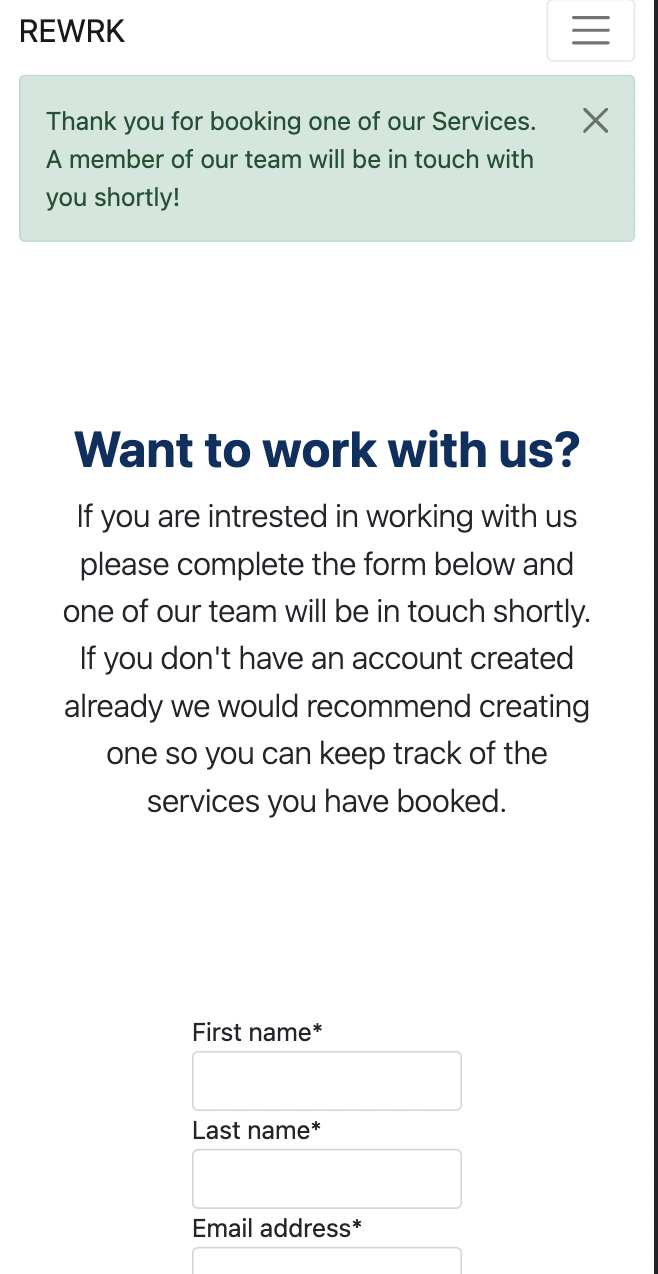 REWRK
Thank you for booking one of our Services.
A member of our team will be in touch with
you shortly!
Want to work with us?
If you are intrested in working with us
please complete the form below and
one of our team will be in touch shortly.
If you don't have an account created
already we would recommend creating
one so you can keep track of the
services you have booked.
First name*
Last name*
Email address*